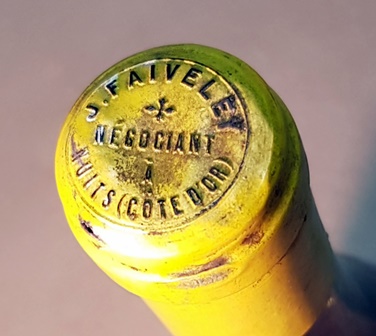 J. FAIVELEY
NÉGOCIANT
À
NUITS (CÔTE D'OR)